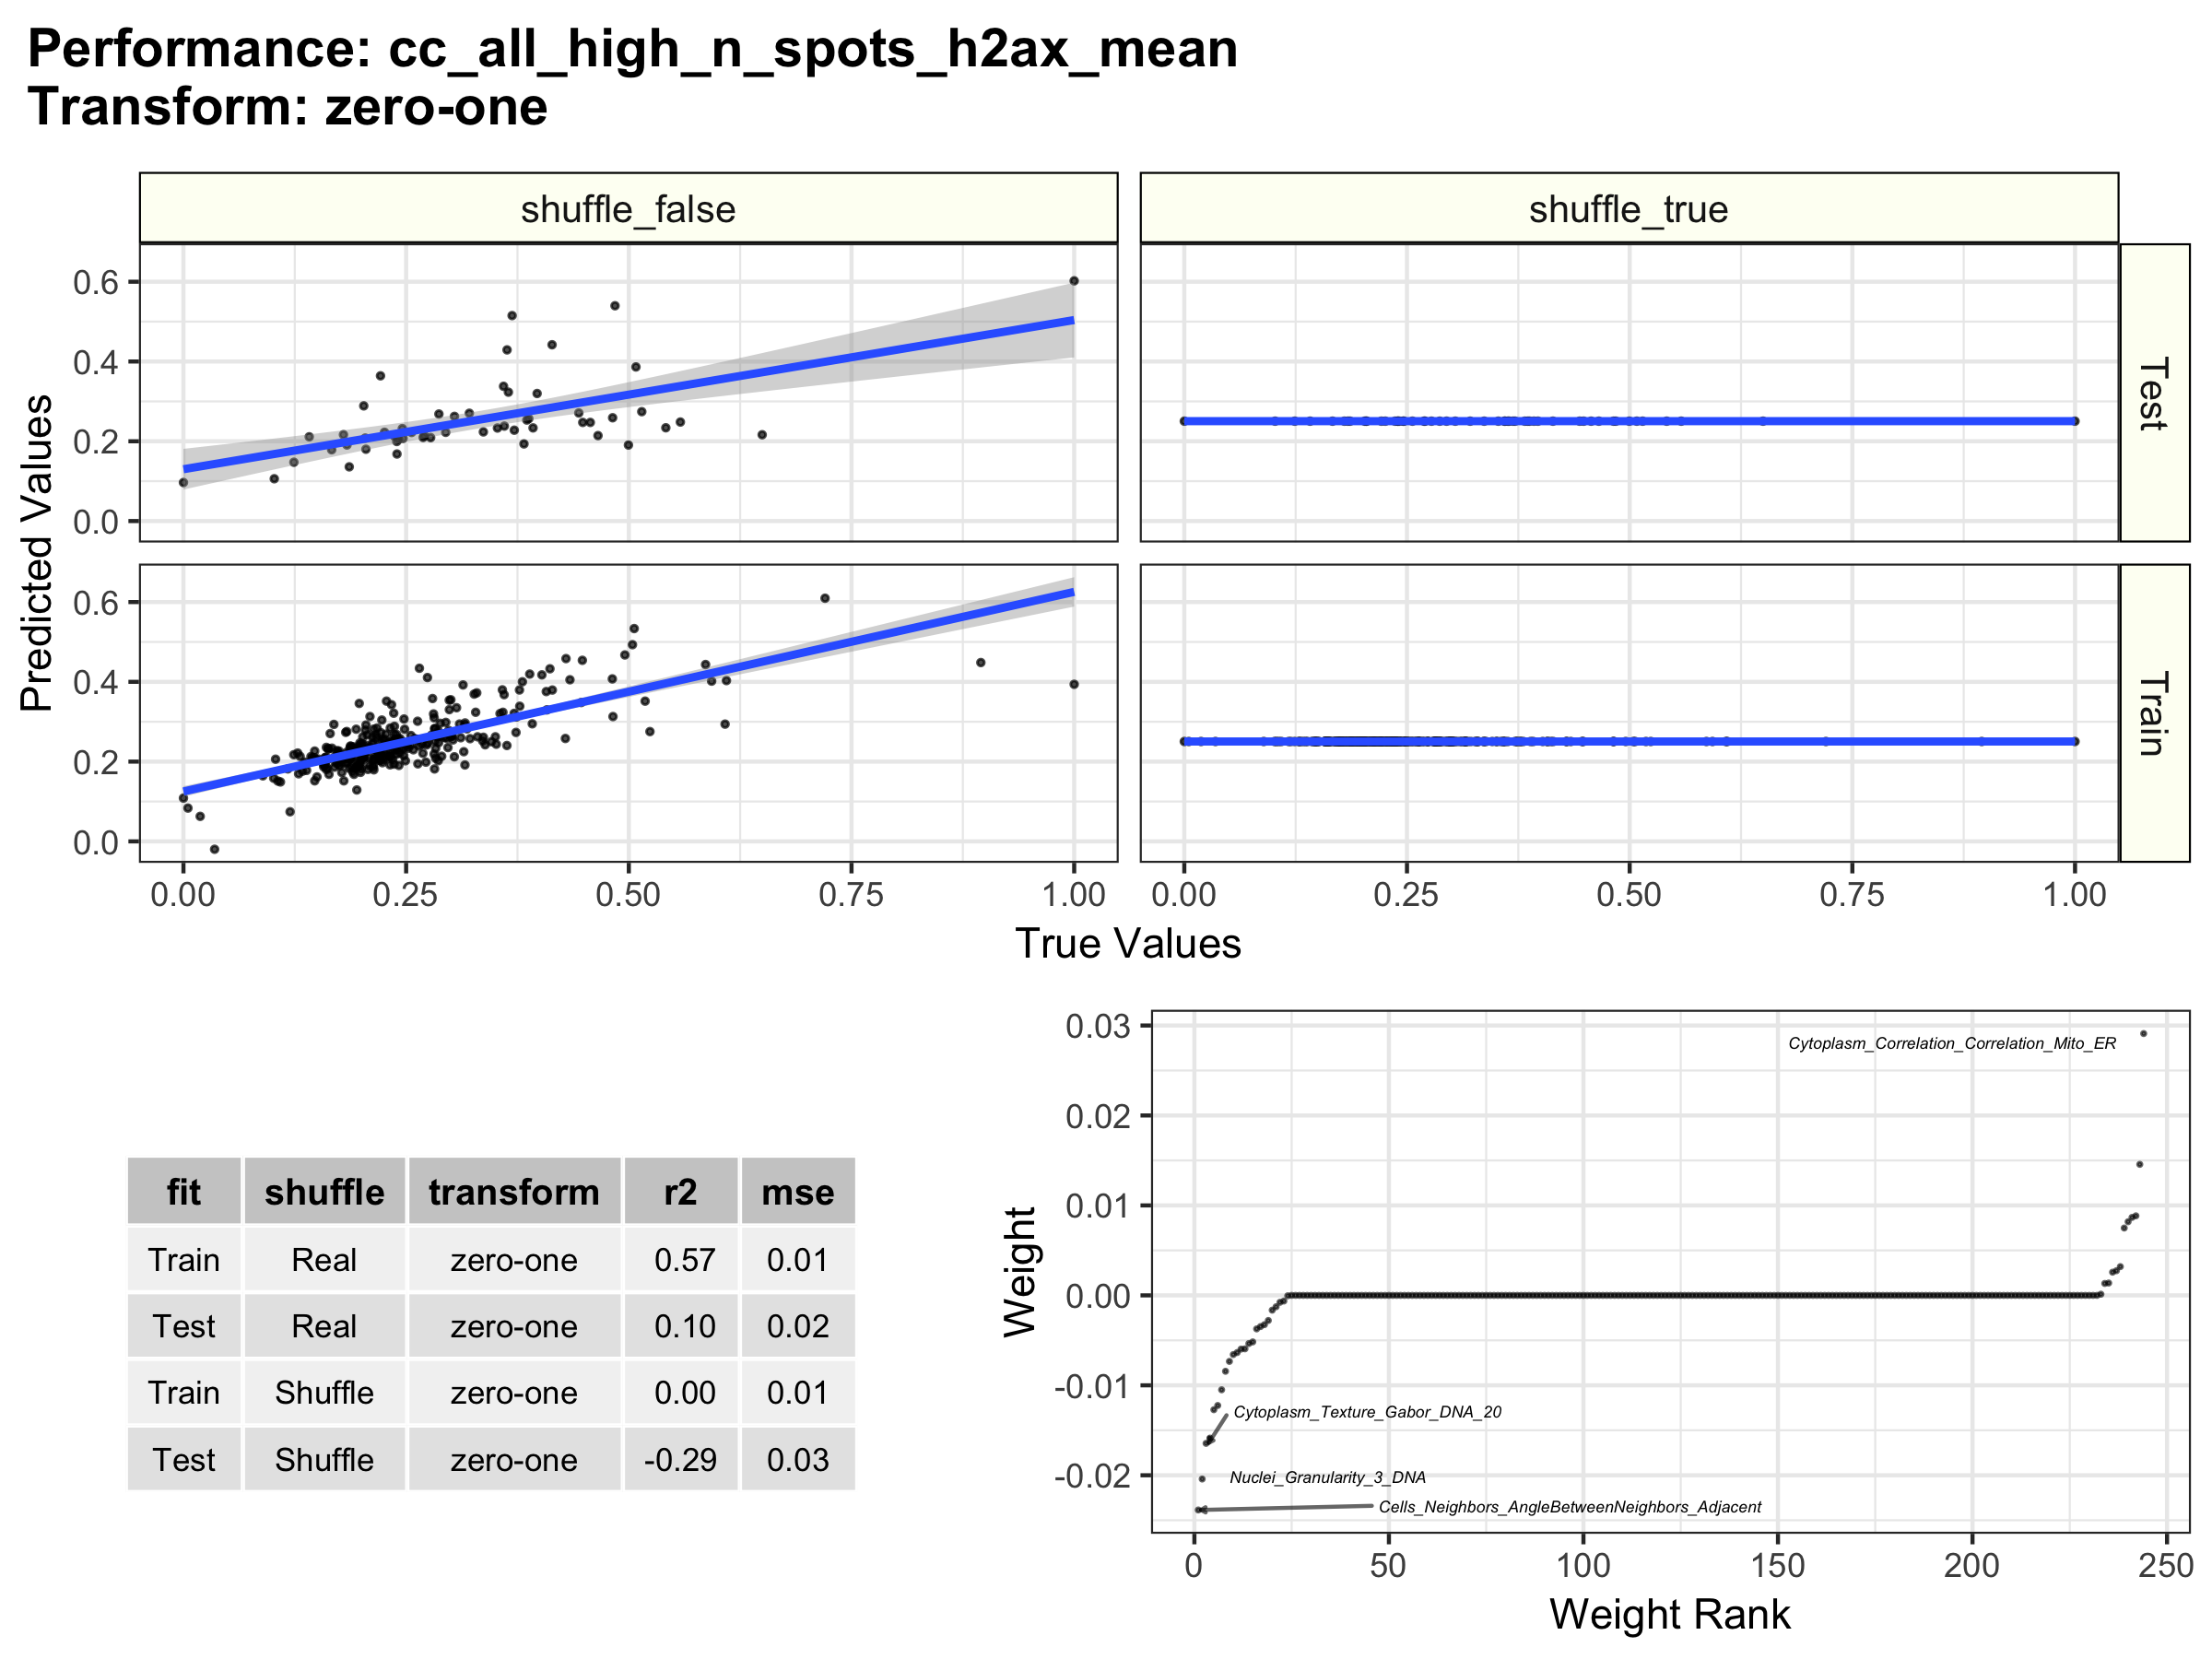 Performance: cc_all_high_n_spots_h2ax_mean
Transform: zero-one
shuffle_false
shuffle_true
Predicted Values
0.6
0.4
0.2
0.0
Test
0.6
0.4
0.2
0.0
Train
0.00 0.25 0.50 0.75 1.00
0.00 0.25 0.50 0.75 1.00
True Values
fit shuffle transform r2 mse
Train Real zero-one 0.57 0.01
Test Real zero-one 0.10 0.02
Train Shuffle zero-one 0.00 0.01
Test Shuffle zero-one -0.29 0.03
Weight
0.03
0.02
0.01
0.00
-0.01
-0.02
Cytoplasm_Correlation_Correlation_Mito_ER
Cytoplasm_Texture_Gabor_DNA_20
Nuclei_Granularity_3_DNA
Cells_Neighbors_AngleBetweenNeighbors_Adjacent
0 50 100 150 200 250
Weight Rank